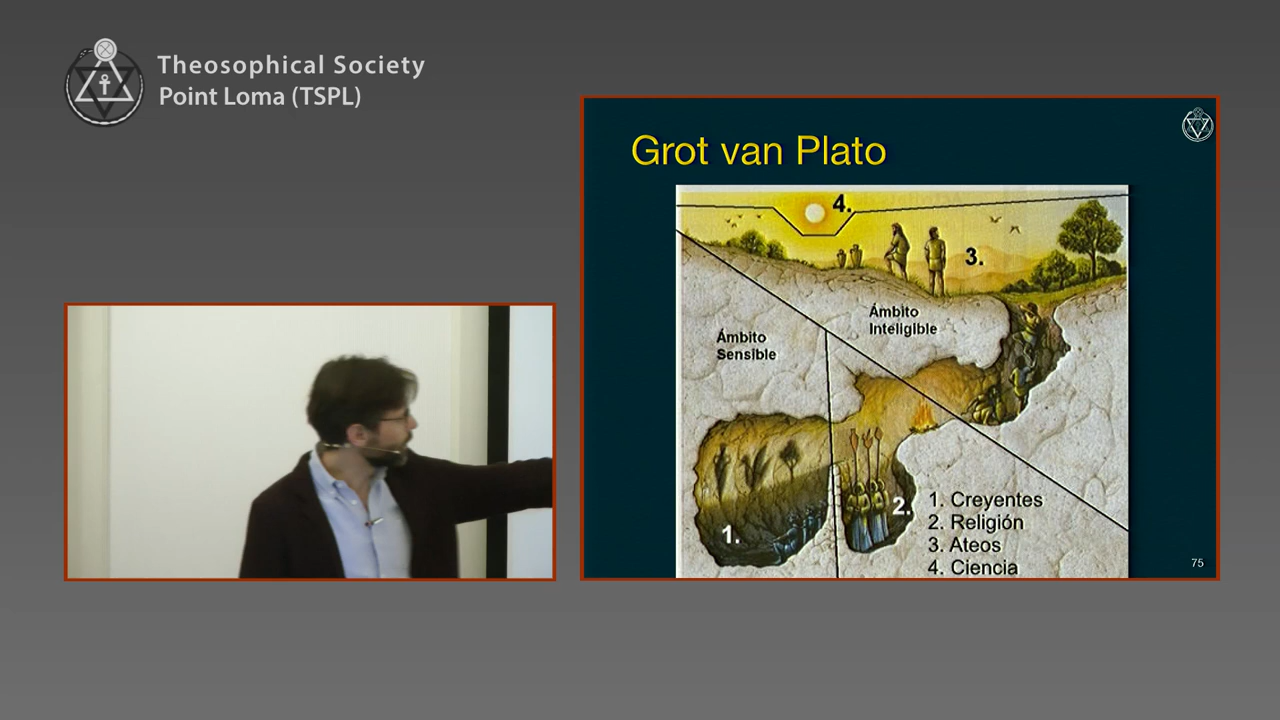 Theosophical Society
Point Loma (TSPL)
Grot van Plato
4.
3.
Ámbito
Inteligible
Ámbito
Sensible
1.
2.
1. Creyentes
2. Religión
3. Ateos
4. Ciencia
75